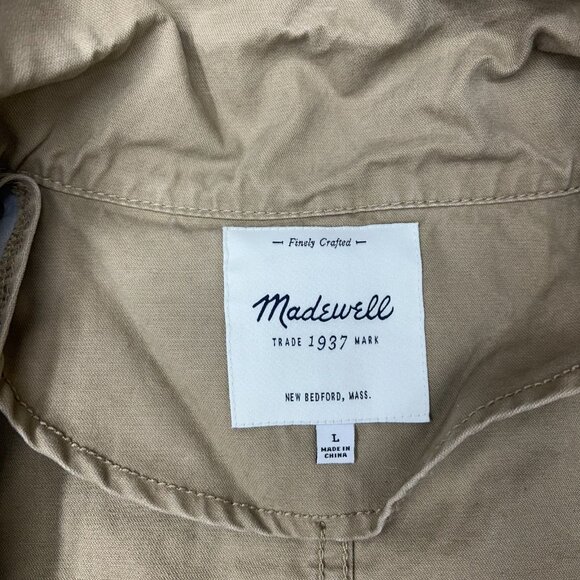 Finely Crafted
Madewell
TRADE 1937 MARK
NEW BEDFORD, MASS.
L
MADE IN
CHINA